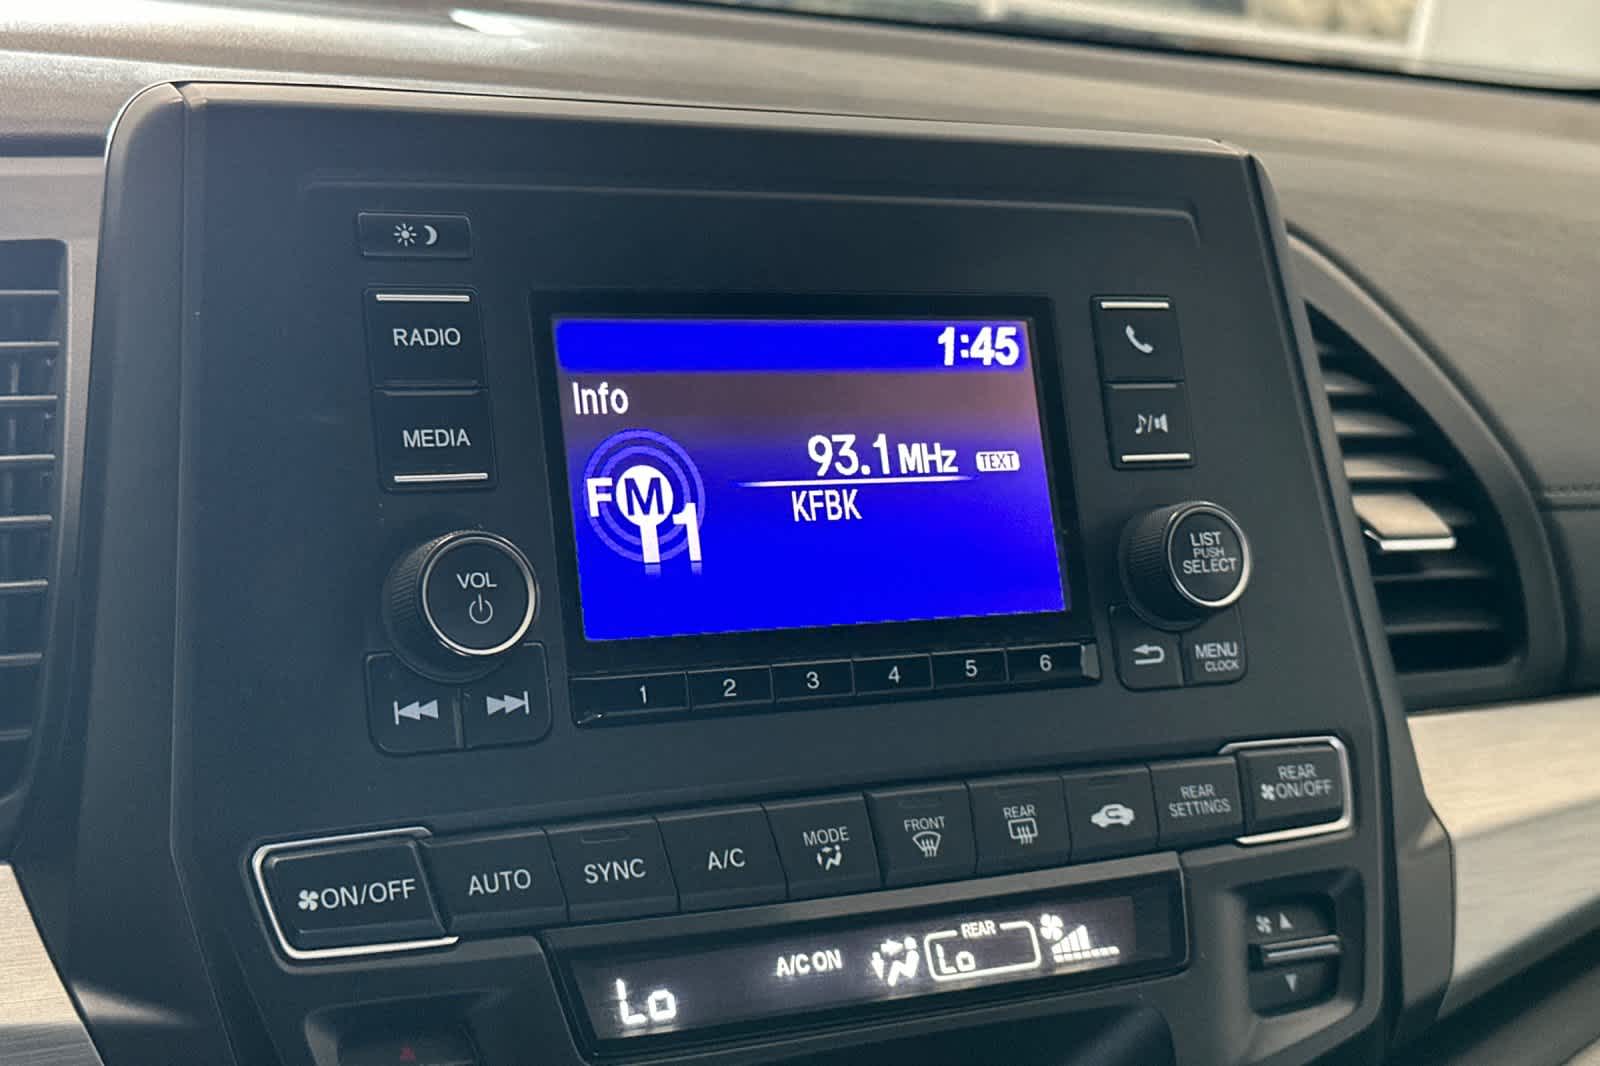 RADIO
MEDIA
VOL
1:45
Info
93.1 MHz TEXT
KFBK
FM
1
LIST
PUSH
SELECT
MENU
CLOCK
1 2 3 4 5 6
ON/OFF
AUTO
SYNC
A/C
MODE
FRONT
REAR
REAR
SETTINGS
REAR
ON/OFF
Lo
A/C ON
REAR
Lo